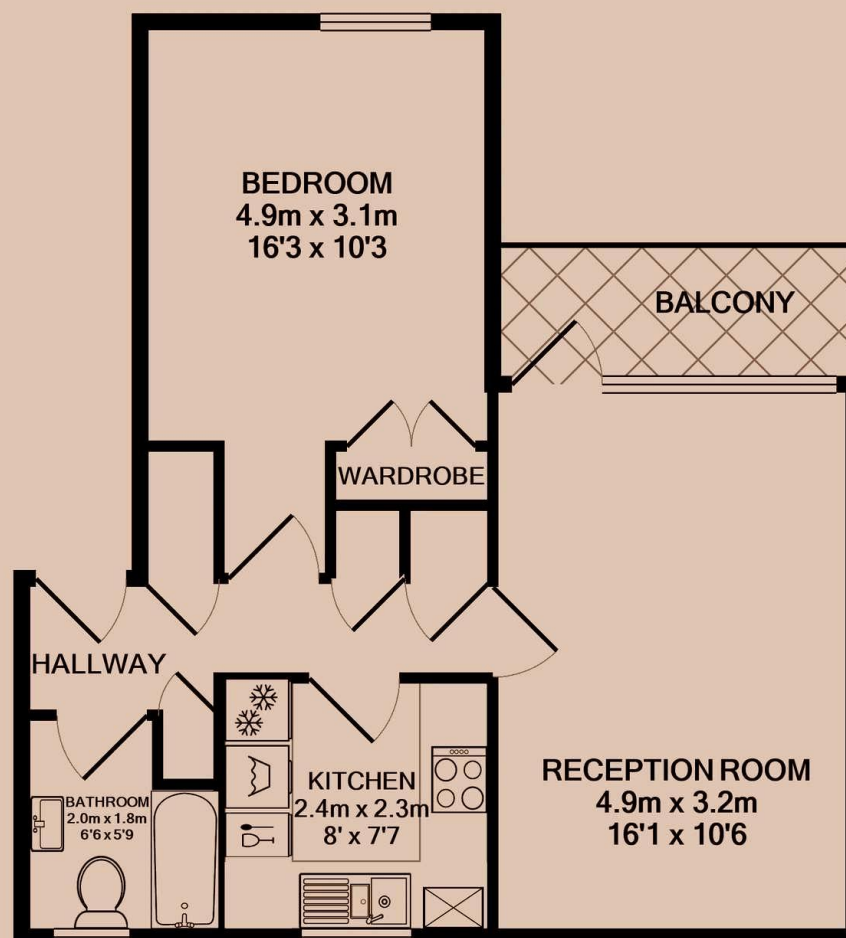 BEDROOM
4.9m x 3.1m
16'3 x 10'3
BALCONY
WARDROBE
HALLWAY
KITCHEN
2.4m x 2.3m
8' x 7'7
RECEPTION ROOM
4.9m x 3.2m
16'1 x 10'6
BATHROOM
2.0m x 1.8m
6'6 x 5'9